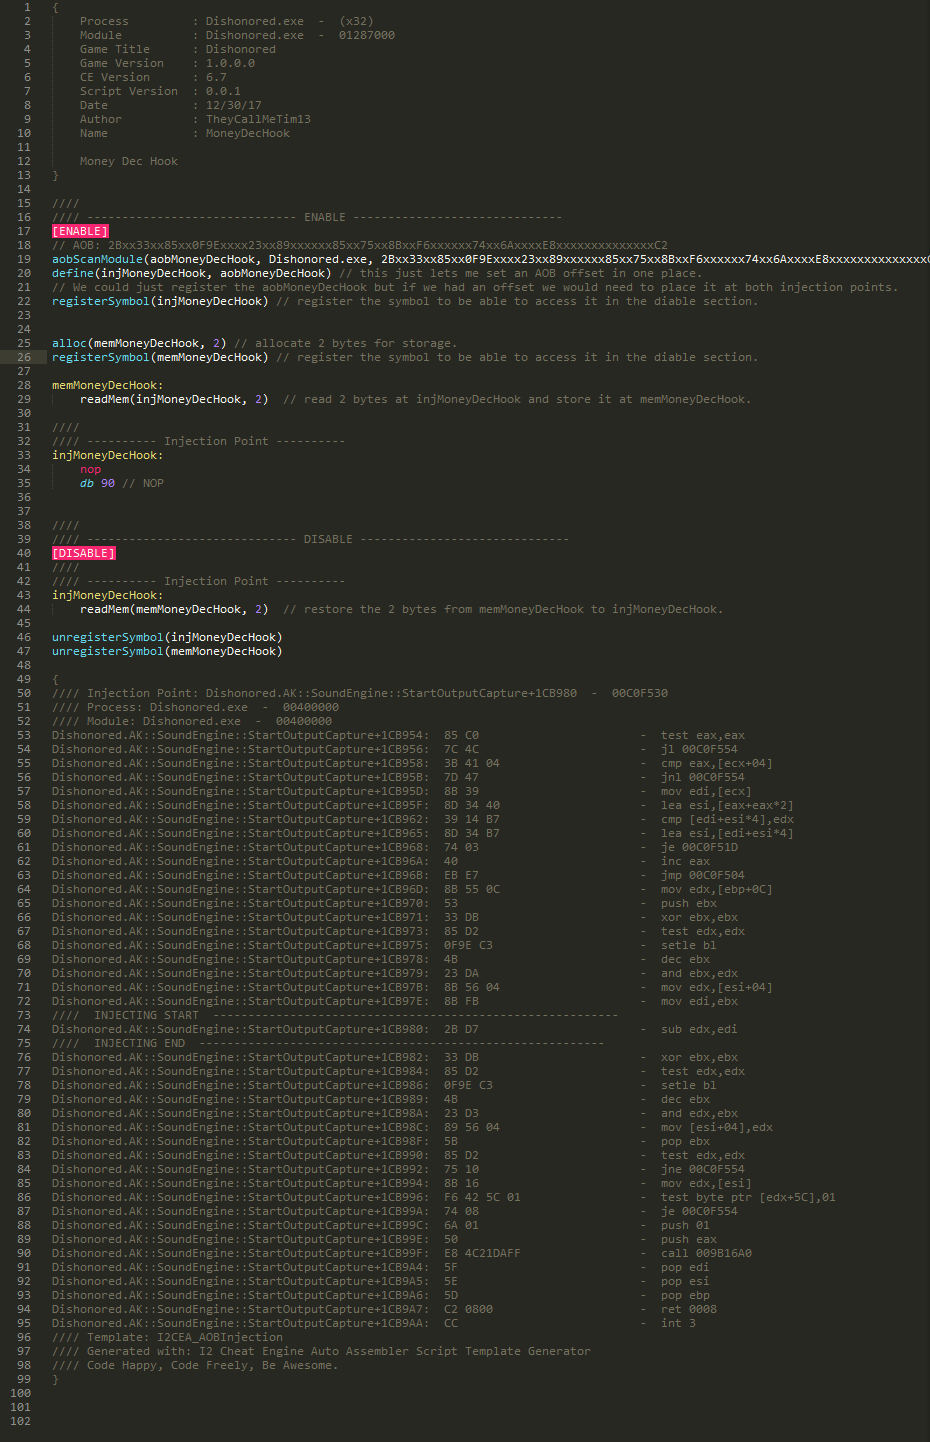 1 {
2 Process : Dishonored.exe - (x32)
3 Module : Dishonored.exe - 01287000
4 Game Title : Dishonored
5 Game Version : 1.0.0.0
6 CE Version : 6.7
7 Script Version : 0.0.1
8 Date : 12/30/17
9 Author : TheyCallMeTim13
10 Name : MoneyDecHook
11
12 Money Dec Hook
13 }
14
15 ////
16 //// ------------------------------ ENABLE ------------------------------
17 [ENABLE]
18 // AOB: 2Bxx33xx85xx0F9Exxxx23xx89xxxxxx85xx75xx8BxxF6xxxxxx74xx6AxxxxE8xxxxxxxxxxxxxxC2
19 aobScanModule(aobMoneyDecHook, Dishonored.exe, 2Bxx33xx85xx0F9Exxxx23xx89xxxxxx85xx75xx8BxxF6xxxxxx74xx6AxxxxE8xxxxxxxxxxxxxx
20 define(injMoneyDecHook, aobMoneyDecHook) // this just lets me set an AOB offset in one place.
21 // We could just register the aobMoneyDecHook but if we had an offset we would need to place it at both injection points.
22 registerSymbol(injMoneyDecHook) // register the symbol to be able to access it in the diable section.
23
24
25 alloc(memMoneyDecHook, 2) // allocate 2 bytes for storage.
26 registerSymbol(memMoneyDecHook) // register the symbol to be able to access it in the diable section.
27
28 memMoneyDecHook:
29 readMem(injMoneyDecHook, 2) // read 2 bytes at injMoneyDecHook and store it at memMoneyDecHook.
30
31 ////
32 //// ---------- Injection Point ----------
33 injMoneyDecHook:
34 nop
35 db 90 // NOP
36
37
38 ////
39 //// ------------------------------ DISABLE ------------------------------
40 [DISABLE]
41 ////
42 //// ---------- Injection Point ----------
43 injMoneyDecHook:
44 readMem(memMoneyDecHook, 2) // restore the 2 bytes from memMoneyDecHook to injMoneyDecHook.
45
46 unregisterSymbol(injMoneyDecHook)
47 unregisterSymbol(memMoneyDecHook)
48
49 {
50 //// Injection Point: Dishonored.AK::SoundEngine::StartOutputCapture+1CB980 - 00C0F530
51 //// Process: Dishonored.exe - 00400000
52 //// Module: Dishonored.exe - 00400000
53 Dishonored.AK::SoundEngine::StartOutputCapture+1CB954: 85 C0 - test eax,eax
54 Dishonored.AK::SoundEngine::StartOutputCapture+1CB956: 7C 4C - jl 00C0F554
55 Dishonored.AK::SoundEngine::StartOutputCapture+1CB958: 3B 41 04 - cmp eax,[ecx+04]
56 Dishonored.AK::SoundEngine::StartOutputCapture+1CB95B: 7D 47 - jnl 00C0F554
57 Dishonored.AK::SoundEngine::StartOutputCapture+1CB95D: 8B 39 - mov edi,[ecx]
58 Dishonored.AK::SoundEngine::StartOutputCapture+1CB95F: 8D 34 40 - lea esi,[eax+eax*2]
59 Dishonored.AK::SoundEngine::StartOutputCapture+1CB962: 39 14 B7 - cmp [edi+esi*4],edx
60 Dishonored.AK::SoundEngine::StartOutputCapture+1CB965: 8D 34 B7 - lea esi,[edi+esi*4]
61 Dishonored.AK::SoundEngine::StartOutputCapture+1CB968: 74 03 - je 00C0F51D
62 Dishonored.AK::SoundEngine::StartOutputCapture+1CB96A: 40 - inc eax
63 Dishonored.AK::SoundEngine::StartOutputCapture+1CB96B: EB E7 - jmp 00C0F504
64 Dishonored.AK::SoundEngine::StartOutputCapture+1CB96D: 8B 55 0C - mov edx,[ebp+0C]
65 Dishonored.AK::SoundEngine::StartOutputCapture+1CB970: 53 - push ebx
66 Dishonored.AK::SoundEngine::StartOutputCapture+1CB971: 33 DB - xor ebx,ebx
67 Dishonored.AK::SoundEngine::StartOutputCapture+1CB973: 85 D2 - test edx,edx
68 Dishonored.AK::SoundEngine::StartOutputCapture+1CB975: 0F9E C3 - setle bl
69 Dishonored.AK::SoundEngine::StartOutputCapture+1CB978: 4B - dec ebx
70 Dishonored.AK::SoundEngine::StartOutputCapture+1CB979: 23 DA - and ebx,edx
71 Dishonored.AK::SoundEngine::StartOutputCapture+1CB97B: 8B 56 04 - mov edx,[esi+04]
72 Dishonored.AK::SoundEngine::StartOutputCapture+1CB97E: 8B FB - mov edi,ebx
73 //// INJECTING START ----------------------------------------------------------
74 Dishonored.AK::SoundEngine::StartOutputCapture+1CB980: 2B D7 - sub edx,edi
75 //// INJECTING END ----------------------------------------------------------
76 Dishonored.AK::SoundEngine::StartOutputCapture+1CB982: 33 DB - xor ebx,ebx
77 Dishonored.AK::SoundEngine::StartOutputCapture+1CB984: 85 D2 - test edx,edx
78 Dishonored.AK::SoundEngine::StartOutputCapture+1CB986: 0F9E C3 - setle bl
79 Dishonored.AK::SoundEngine::StartOutputCapture+1CB989: 4B - dec ebx
80 Dishonored.AK::SoundEngine::StartOutputCapture+1CB98A: 23 D3 - and edx,ebx
81 Dishonored.AK::SoundEngine::StartOutputCapture+1CB98C: 89 56 04 - mov [esi+04],edx
82 Dishonored.AK::SoundEngine::StartOutputCapture+1CB98F: 5B - pop ebx
83 Dishonored.AK::SoundEngine::StartOutputCapture+1CB990: 85 D2 - test edx,edx
84 Dishonored.AK::SoundEngine::StartOutputCapture+1CB992: 75 10 - jne 00C0F554
85 Dishonored.AK::SoundEngine::StartOutputCapture+1CB994: 8B 16 - mov edx,[esi]
86 Dishonored.AK::SoundEngine::StartOutputCapture+1CB996: F6 42 5C 01 - test byte ptr [edx+5C],01
87 Dishonored.AK::SoundEngine::StartOutputCapture+1CB99A: 74 08 - je 00C0F554
88 Dishonored.AK::SoundEngine::StartOutputCapture+1CB99C: 6A 01 - push 01
89 Dishonored.AK::SoundEngine::StartOutputCapture+1CB99E: 50 - push eax
90 Dishonored.AK::SoundEngine::StartOutputCapture+1CB99F: E8 4C21DAFF - call 009B16A0
91 Dishonored.AK::SoundEngine::StartOutputCapture+1CB9A4: 5F - pop edi
92 Dishonored.AK::SoundEngine::StartOutputCapture+1CB9A5: 5E - pop esi
93 Dishonored.AK::SoundEngine::StartOutputCapture+1CB9A6: 5D - pop ebp
94 Dishonored.AK::SoundEngine::StartOutputCapture+1CB9A7: C2 0800 - ret 0008
95 Dishonored.AK::SoundEngine::StartOutputCapture+1CB9AA: CC - int 3
96 //// Template: I2CEA_AOBInjection
97 //// Generated with: I2 Cheat Engine Auto Assembler Script Template Generator
98 //// Code Happy, Code Freely, Be Awesome.
99 }
100
101
102